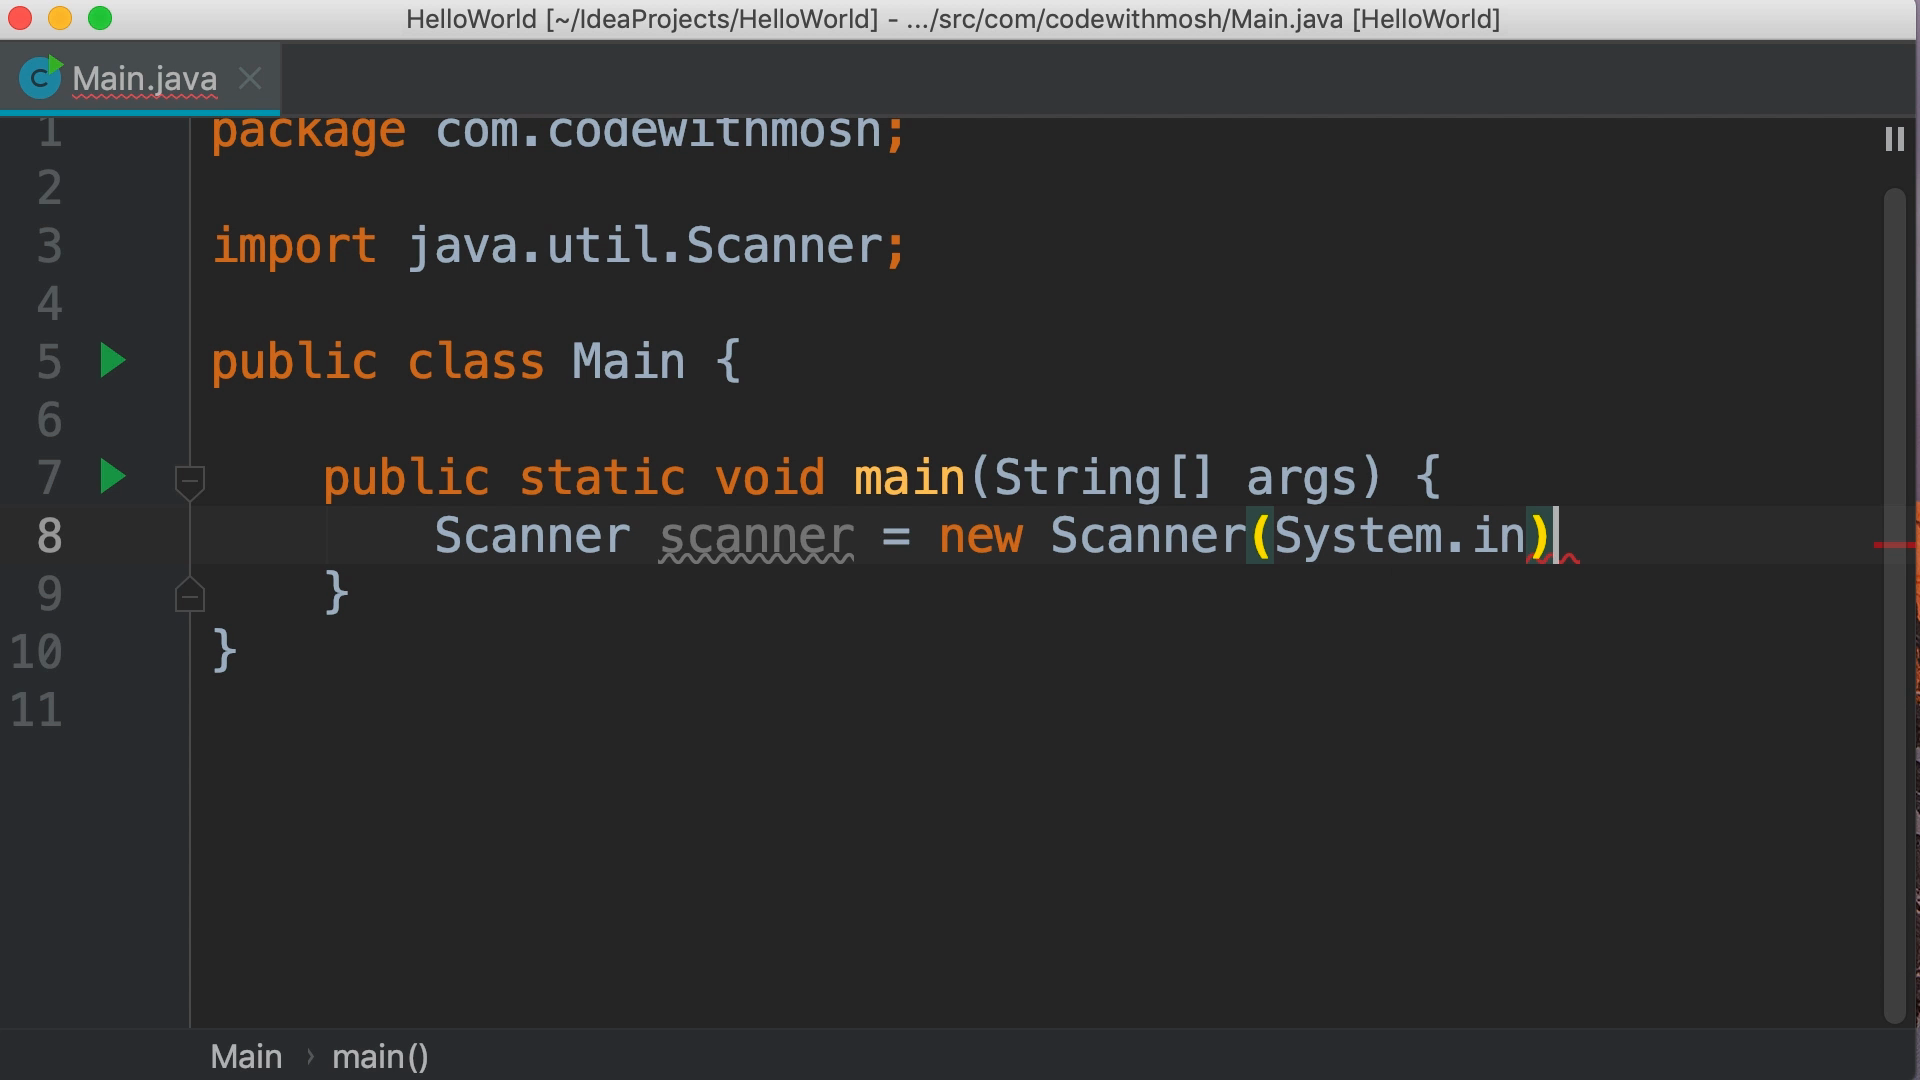 HelloWorld [~/IdeaProjects/HelloWorld] - .../src/com/codewithmosh/Main.java [HelloWorld]
C Main.java
1 package com.codewithmosh;
2
3 import java.util.Scanner;
4
5 public class Main {
6
7 public static void main(String[] args) {
8 Scanner scanner = new Scanner(System.in)
9 }
10 }
11
Main › main()